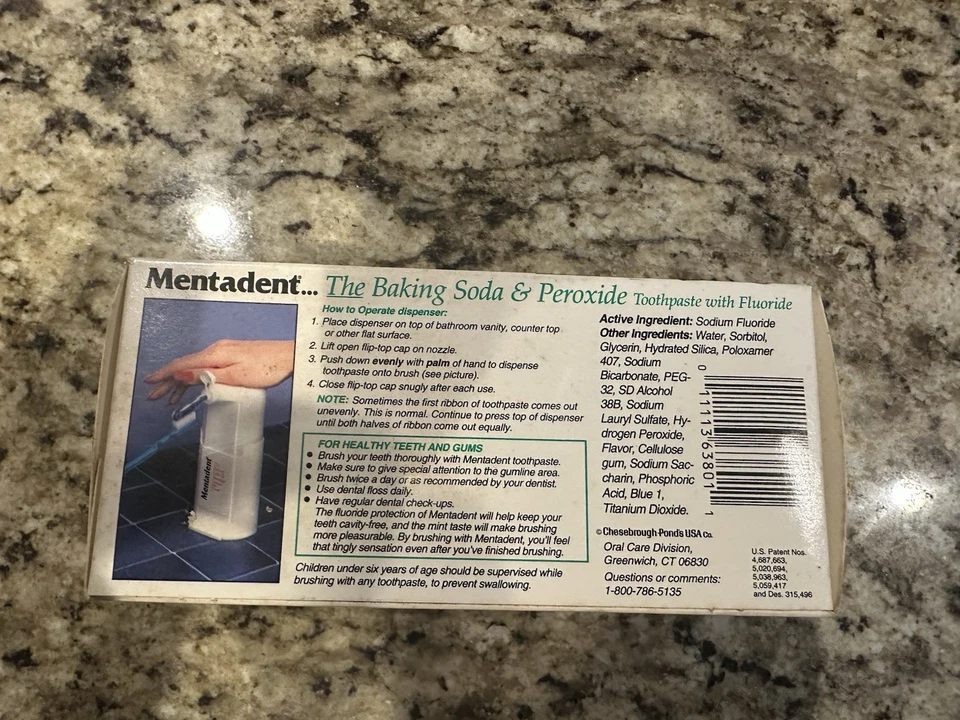 Mentadent®... The Baking Soda & Peroxide Toothpaste with Fluoride
How to Operate dispenser:
1. Place dispenser on top of bathroom vanity, counter top
or other flat surface.
2. Lift open flip-top cap on nozzle.
3. Push down evenly with palm of hand to dispense
toothpaste onto brush (see picture).
4. Close flip-top cap snugly after each use.
NOTE: Sometimes the first ribbon of toothpaste comes out
unevenly. This is normal. Continue to press top of dispenser
until both halves of ribbon come out equally.
FOR HEALTHY TEETH AND GUMS
• Brush your teeth thoroughly with Mentadent toothpaste.
• Make sure to give special attention to the gumline area.
• Brush twice a day or as recommended by your dentist.
• Use dental floss daily.
• Have regular dental check-ups.
The fluoride protection of Mentadent will help keep your
teeth cavity-free, and the mint taste will make brushing
more pleasurable. By brushing with Mentadent, you'll feel
that tingly sensation even after you've finished brushing.
Children under six years of age should be supervised while
brushing with any toothpaste, to prevent swallowing.
Mentadent
Active Ingredient: Sodium Fluoride
Other Ingredients: Water, Sorbitol,
Glycerin, Hydrated Silica, Poloxamer
407, Sodium
Bicarbonate, PEG-
32, SD Alcohol
38B, Sodium
Lauryl Sulfate, Hy-
drogen Peroxide,
Flavor, Cellulose
gum, Sodium Sac-
charin, Phosphoric
Acid, Blue 1,
Titanium Dioxide.
0 11113 63801 1
© Chesebrough-Pond's USA Co.
Oral Care Division,
Greenwich, CT 06830
Questions or comments:
1-800-786-5135
U.S. Patent Nos.
4,687,663,
5,020,694,
5,038,963,
5,059,417
and Des. 315,496